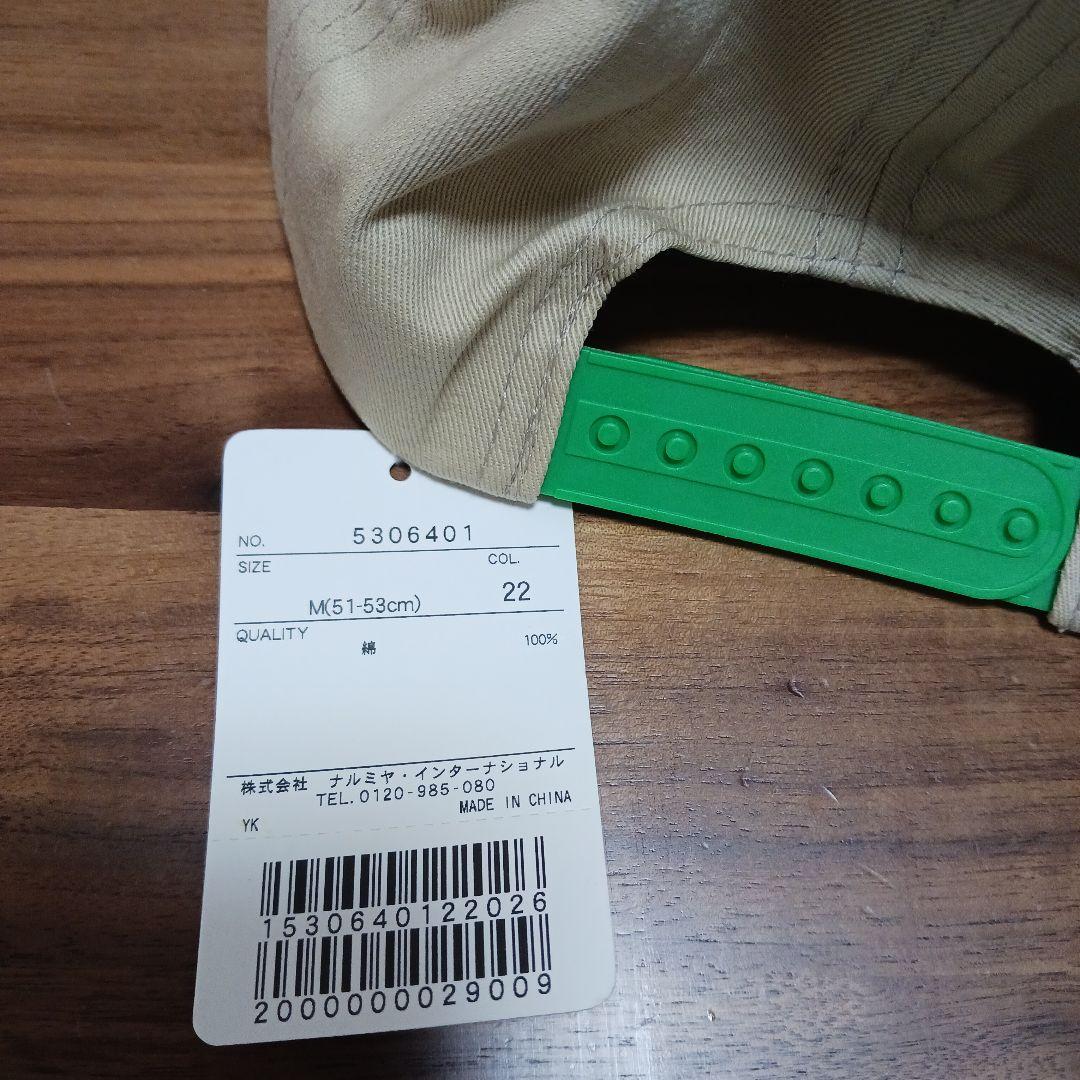 NO. 5306401
SIZE COL.
M(51-53cm) 22
QUALITY
綿 100%
株式会社 ナルミヤ・インターナショナル
TEL.0120-985-080
MADE IN CHINA
YK
1530640122026
2000000029009